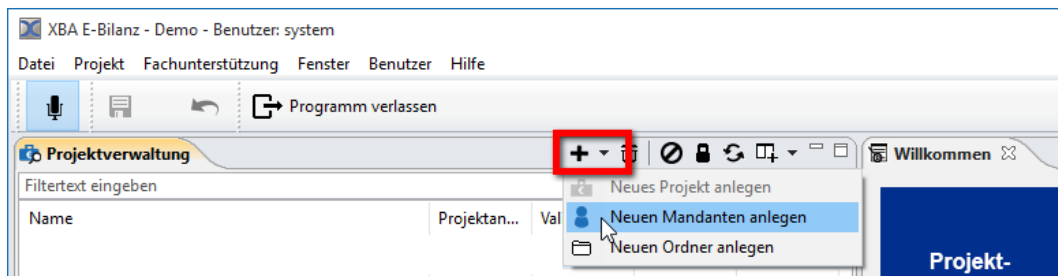 XBA E-Bilanz - Demo - Benutzer: system
Datei Projekt Fachunterstützung Fenster Benutzer Hilfe
Programm verlassen
Projektverwaltung
Willkommen
Filtertext eingeben
Neues Projekt anlegen
Name Projektan... Val
Neuen Mandanten anlegen
Neuen Ordner anlegen
Projekt-